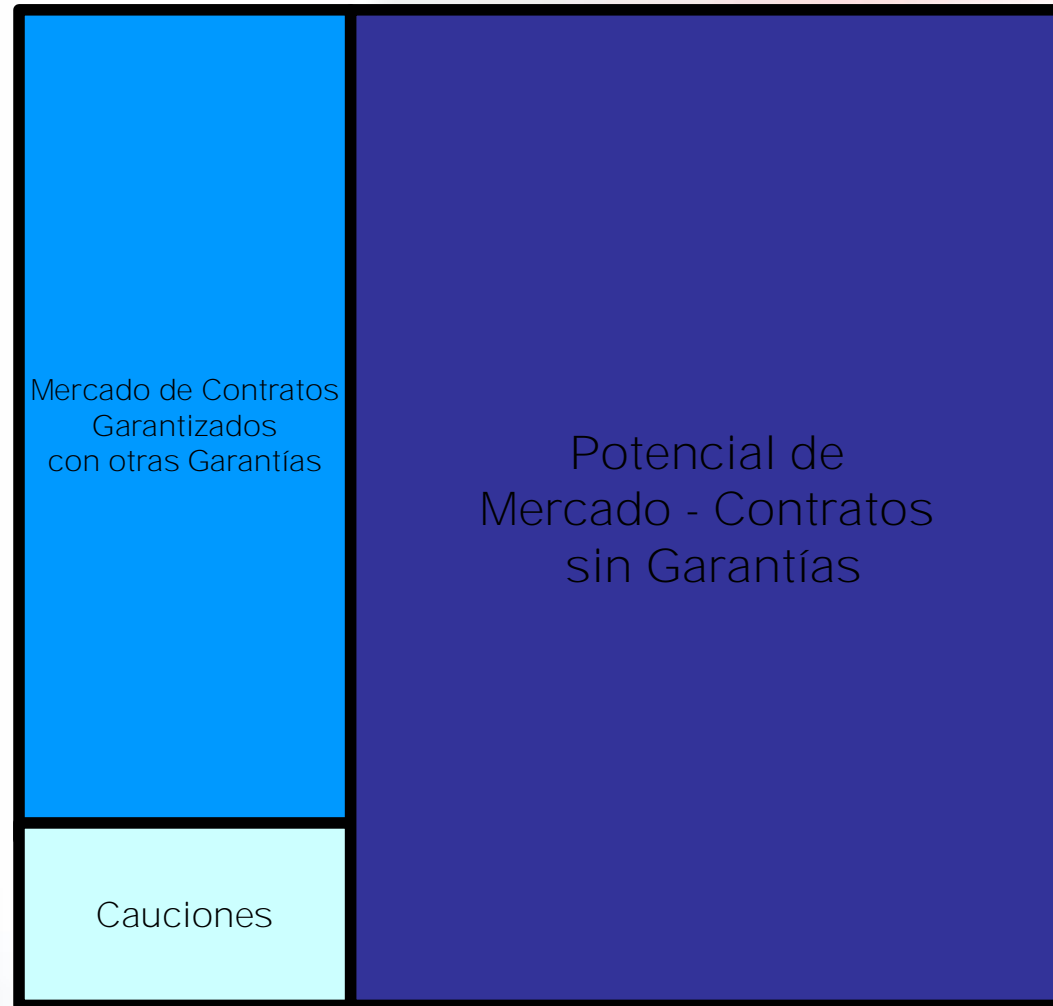 Mercado de Contratos
Garantizados
con otras Garantías
Potencial de
Mercado - Contratos
sin Garantías
Cauciones